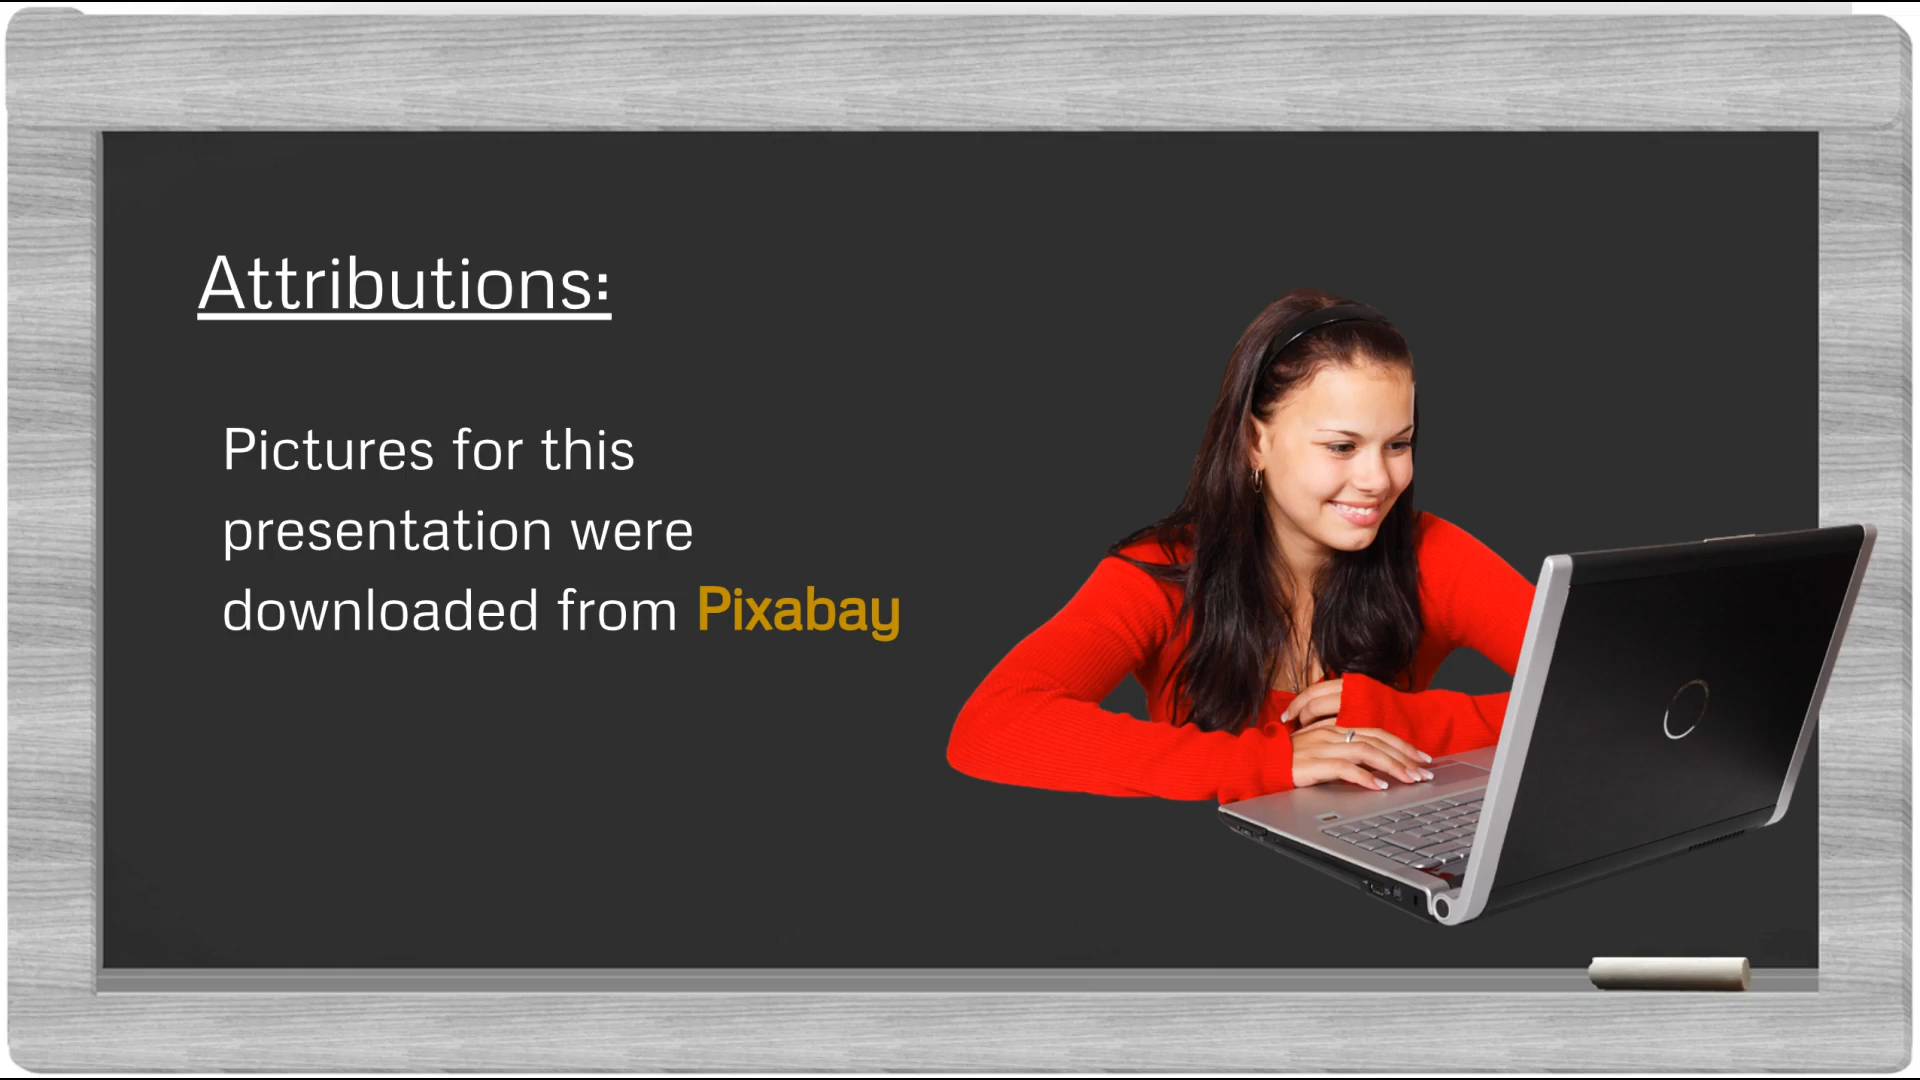 Attributions:
Pictures for this
presentation were
downloaded from Pixabay